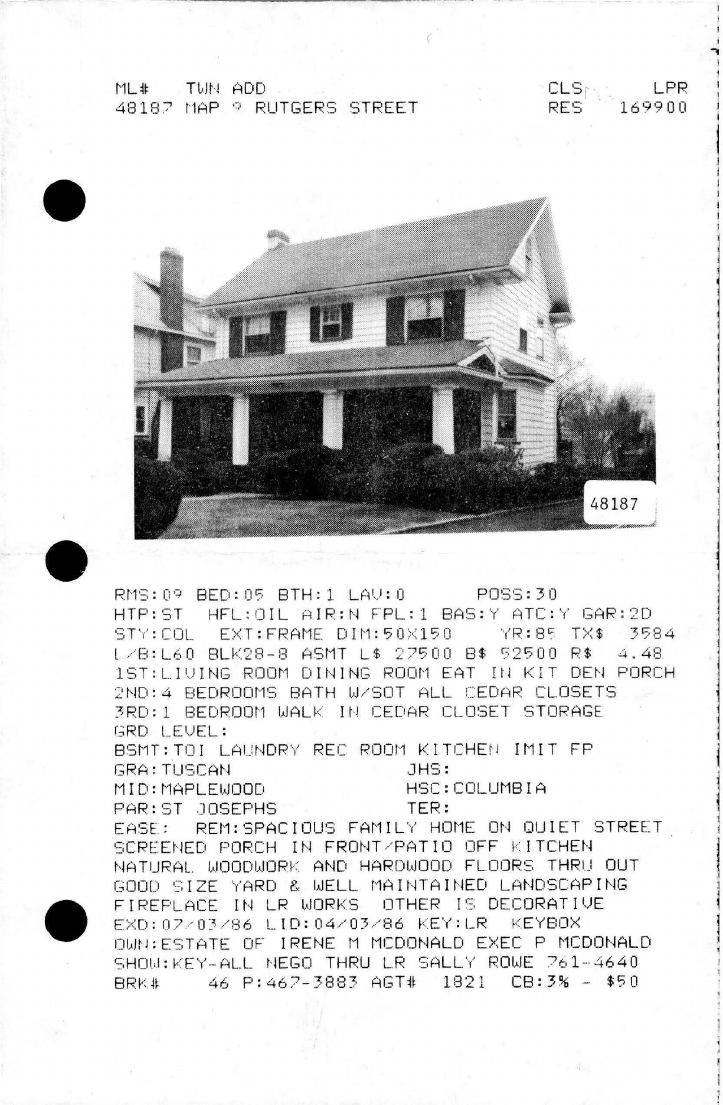 ML# TWN ADD CLS LPR
48187 MAP 9 RUTGERS STREET RES 169900
48187
RMS:09 BED:05 BTH:1 LAV:0 POSS:30
HTP:ST HFL:OIL AIR:N FPL:1 BAS:Y ATC:Y GAR:2D
STY:COL EXT:FRAME DIM:50X150 YR:85 TX$ 3584
L/B:L60 BLK28-8 ASMT L$ 27500 B$ 52500 R$ 4.48
1ST:LIVING ROOM DINING ROOM EAT IN KIT DEN PORCH
2ND:4 BEDROOMS BATH W/SOT ALL CEDAR CLOSETS
3RD:1 BEDROOM WALK IN CEDAR CLOSET STORAGE
GRD LEVEL:
BSMT:TOI LAUNDRY REC ROOM KITCHEN IMIT FP
GRA:TUSCAN JHS:
MID:MAPLEWOOD HSC:COLUMBIA
PAR:ST JOSEPHS TER:
EASE: REM:SPACIOUS FAMILY HOME ON QUIET STREET
SCREENED PORCH IN FRONT/PATIO OFF KITCHEN
NATURAL WOODWORK AND HARDWOOD FLOORS THRU OUT
GOOD SIZE YARD & WELL MAINTAINED LANDSCAPING
FIREPLACE IN LR WORKS OTHER IS DECORATIVE
EXD:07/03/86 LID:04/03/86 KEY:LR KEYBOX
OWN:ESTATE OF IRENE M MCDONALD EXEC P MCDONALD
SHOW:KEY-ALL NEGO THRU LR SALLY ROWE 761-4640
BRK# 46 P:467-3883 AGT# 1821 CB:3% - $50